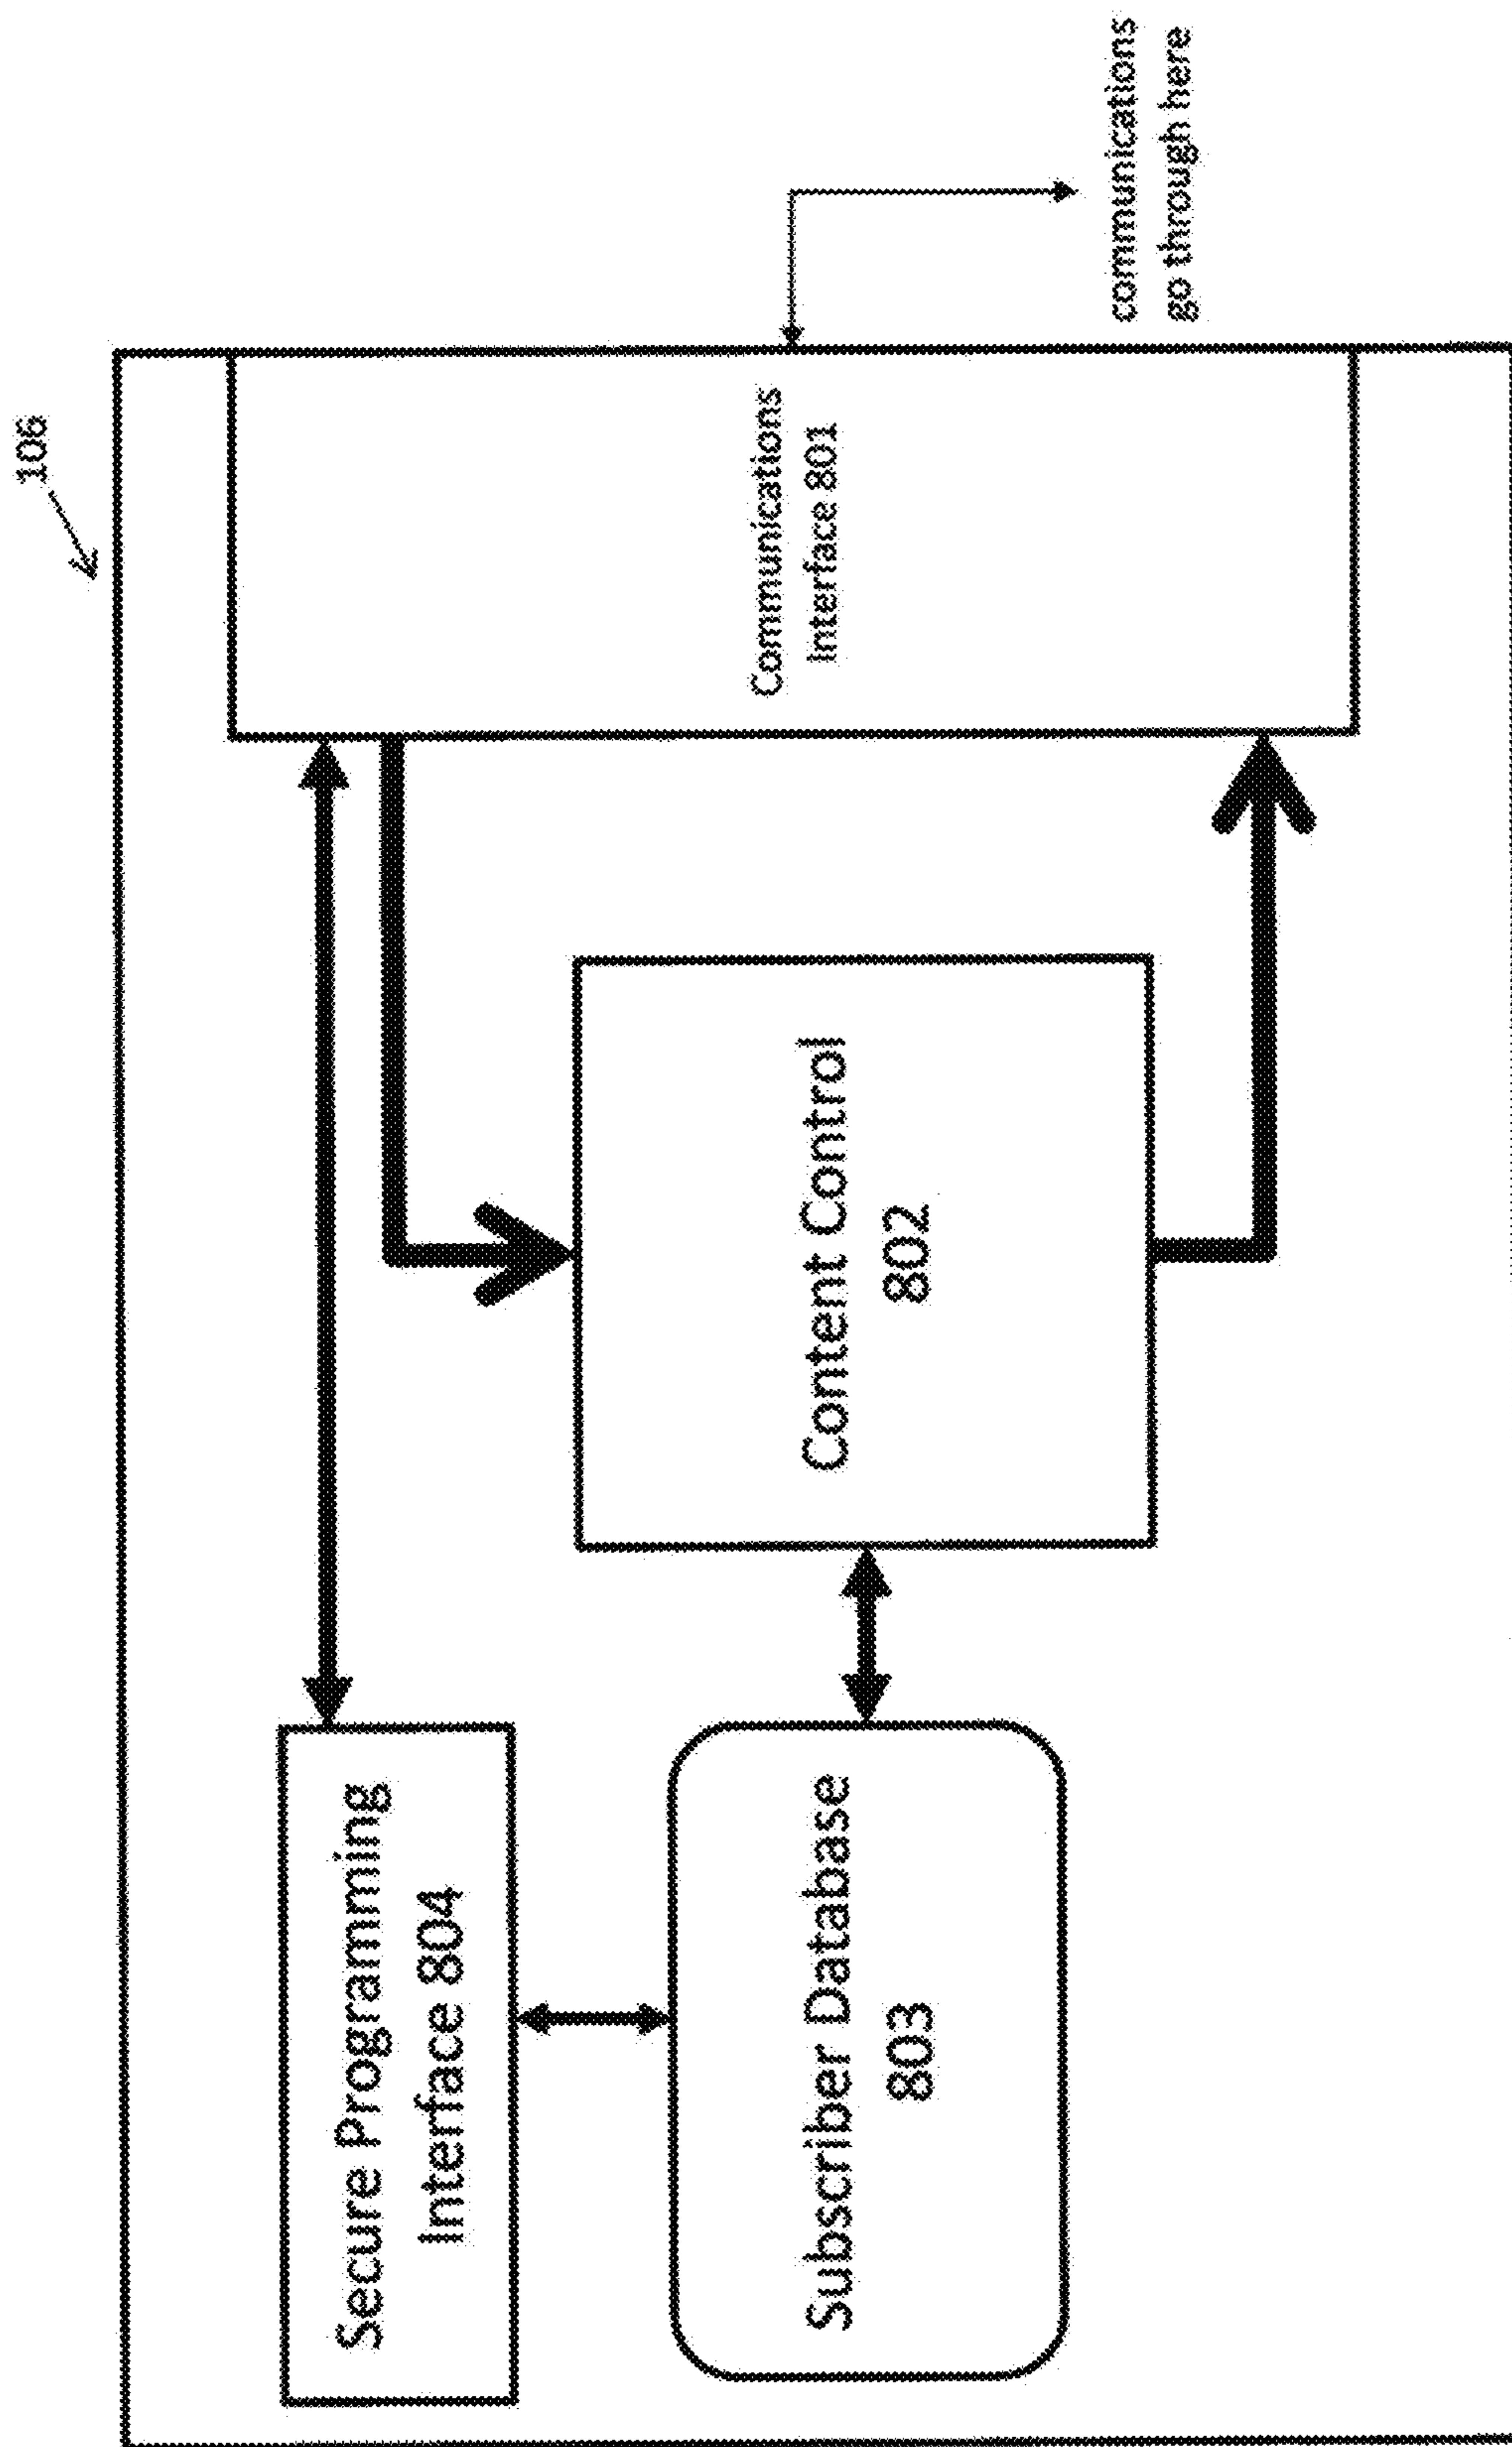 106
Secure Programming
Interface 804
Subscriber Database
803
Content Control
802
Communications
Interface 801
communications
go through here